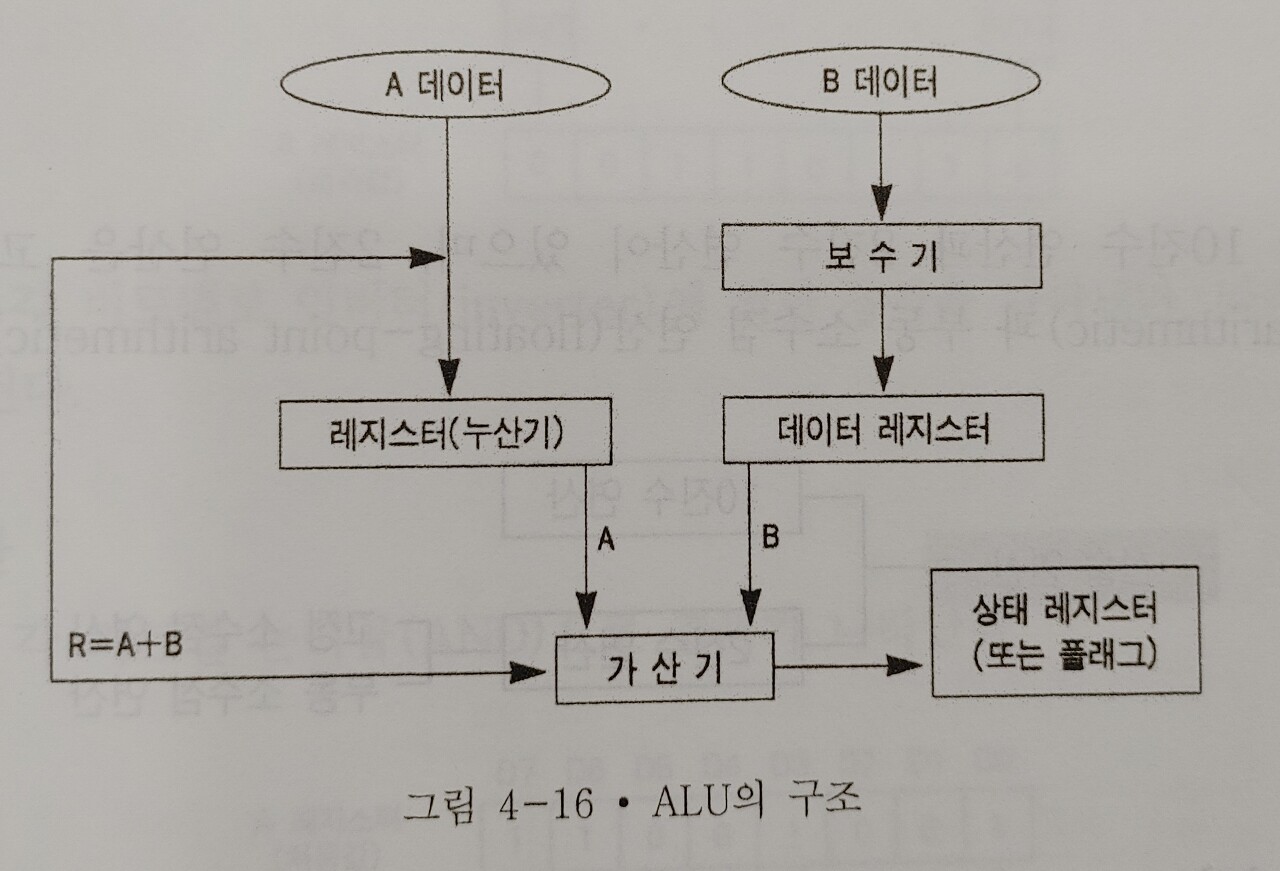 A 데이터
B 데이터
보 수 기
레지스터(누산기)
데이터 레지스터
A
B
R=A+B
가 산 기
상태 레지스터
(또는 플래그)
그림 4-16 • ALU의 구조